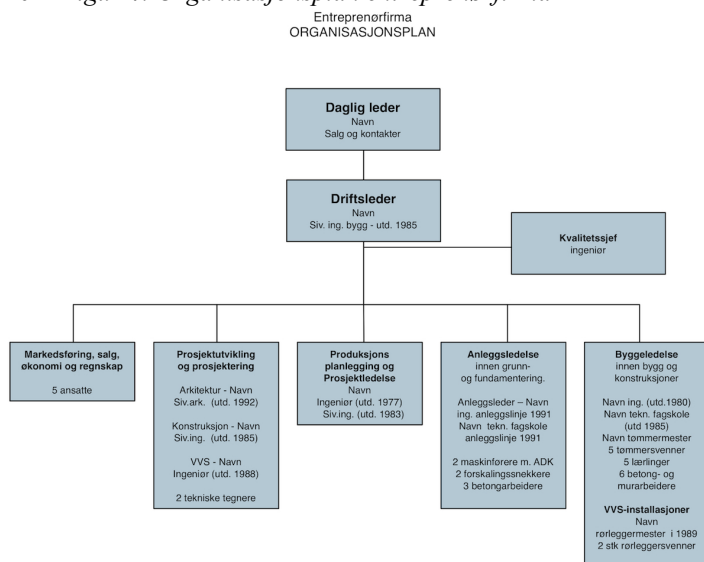 Entreprenørfirma
ORGANISASJONSPLAN
Daglig leder
Navn
Salg og kontakter
Driftsleder
Navn
Siv. ing. bygg - utd. 1985
Kvalitetssjef
ingeniør
Markedsføring, salg,
økonomi og regnskap
5 ansatte
Prosjektutvikling
og prosjektering
Arkitektur - Navn
Siv.ark. (utd. 1992)
Konstruksjon - Navn
Siv.ing. (utd. 1985)
VVS - Navn
Ingeniør (utd. 1988)
2 tekniske tegnere
Produksjons
planlegging og
Prosjektledelse
Navn
Ingeniør (utd. 1977)
Siv.ing. (utd. 1983)
Anleggsledelse
innen grunn-
og fundamentering.
Anleggsleder – Navn
ing. anleggslinje 1991
Navn tekn. fagskole
anleggslinje 1991
2 maskinførere m. ADK
2 forskalingssnekkere
3 betongarbeidere
Byggeledelse
innen bygg og
konstruksjoner
Navn ing. (utd.1980)
Navn tekn. fagskole
(utd 1985)
Navn tømmermester
5 tømmersvenner
5 lærlinger
6 betong- og
murarbeidere
VVS-installasjoner
Navn
rørleggermester i 1989
2 stk rørleggersvenner